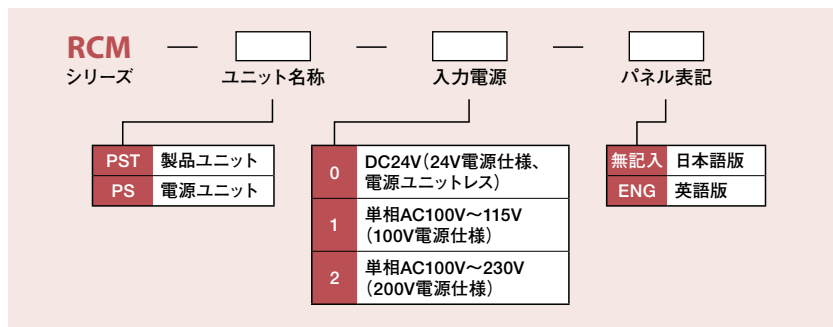 RCM — — —
シリーズ ユニット名称 入力電源 パネル表記
PST 製品ユニット
PS 電源ユニット
0 DC24V(24V電源仕様、
電源ユニットレス)
1 単相AC100V〜115V
(100V電源仕様)
2 単相AC100V〜230V
(200V電源仕様)
無記入 日本語版
ENG 英語版